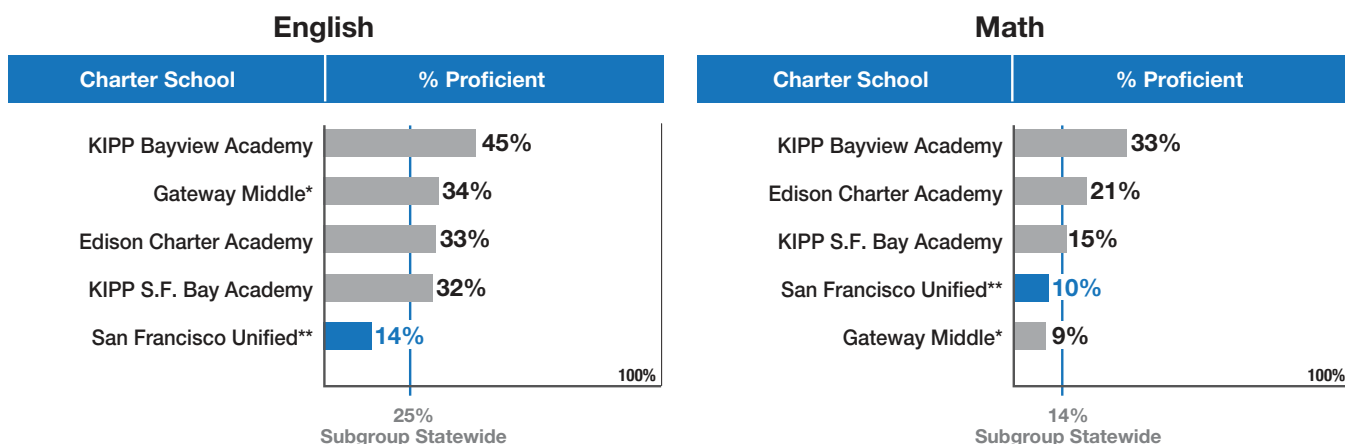 English
Charter School % Proficient
KIPP Bayview Academy 45%
Gateway Middle* 34%
Edison Charter Academy 33%
KIPP S.F. Bay Academy 32%
San Francisco Unified** 14%
100%
25%
Subgroup Statewide
Math
Charter School % Proficient
KIPP Bayview Academy 33%
Edison Charter Academy 21%
KIPP S.F. Bay Academy 15%
San Francisco Unified** 10%
Gateway Middle* 9%
100%
14%
Subgroup Statewide